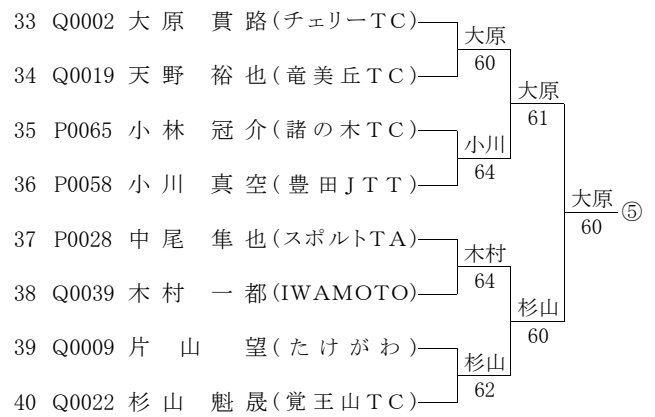 33 Q0002 大原 貫路(チェリーTC)
大原
34 Q0019 天野 裕也(竜美丘TC)
60
大原
61
35 P0065 小林 冠介(諸の木TC)
小川
36 P0058 小川 真空(豊田JTT)
64
大原
60
⑤
37 P0028 中尾 隼也(スポルトTA)
木村
38 Q0039 木村 一都(IWAMOTO)
64
杉山
60
39 Q0009 片山 望(たけがわ)
杉山
40 Q0022 杉山 魁晟(覚王山TC)
62